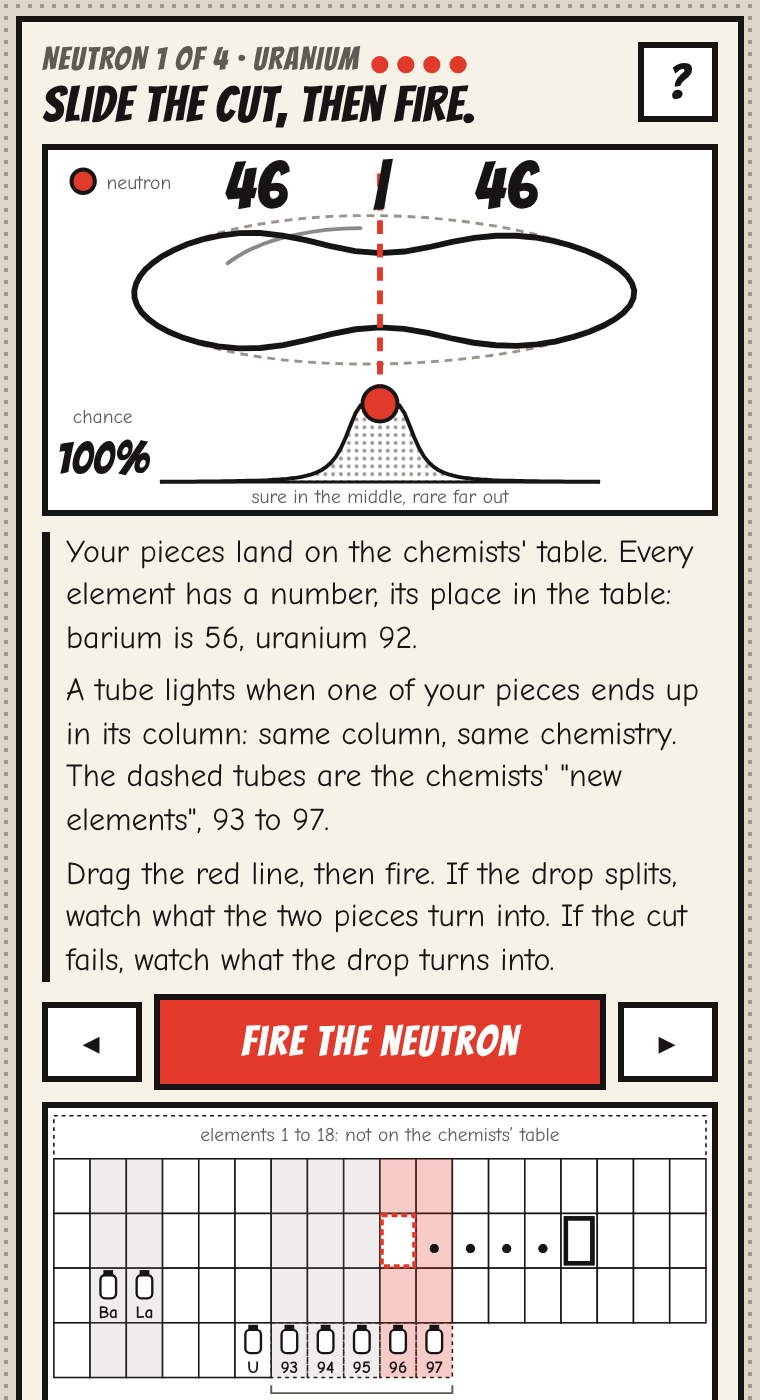 NEUTRON 1 OF 4 · URANIUM
SLIDE THE CUT, THEN FIRE.
?
neutron
46 / 46
chance
100%
sure in the middle, rare far out
Your pieces land on the chemists' table. Every
element has a number, its place in the table:
barium is 56, uranium 92.
A tube lights when one of your pieces ends up
in its column: same column, same chemistry.
The dashed tubes are the chemists' "new
elements", 93 to 97.
Drag the red line, then fire. If the drop splits,
watch what the two pieces turn into. If the cut
fails, watch what the drop turns into.
◄ FIRE THE NEUTRON ►
elements 1 to 18: not on the chemists’ table
Ba La
U 93 94 95 96 97